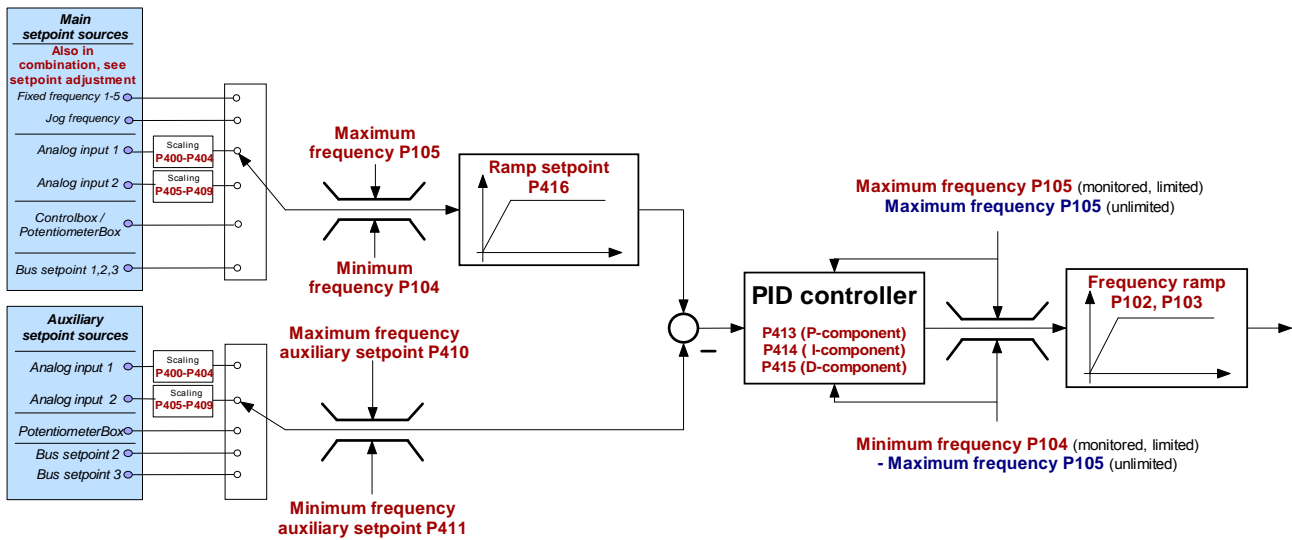 Main
setpoint sources
Also in
combination, see
setpoint adjustment
Fixed frequency 1-5
Jog frequency
Analog input 1
Scaling
P400-P404
Analog input 2
Scaling
P405-P409
Controlbox /
PotentiometerBox
Bus setpoint 1,2,3
Maximum
frequency P105
Minimum
frequency P104
Ramp setpoint
P416
Auxiliary
setpoint sources
Analog input 1
Scaling
P400-P404
Analog input 2
Scaling
P405-P409
PotentiometerBox
Bus setpoint 2
Bus setpoint 3
Maximum frequency
auxiliary setpoint P410
Minimum frequency
auxiliary setpoint P411
–
PID controller
P413 (P-component)
P414 ( I-component)
P415 (D-component)
Maximum frequency P105 (monitored, limited)
Maximum frequency P105 (unlimited)
Minimum frequency P104 (monitored, limited)
- Maximum frequency P105 (unlimited)
Frequency ramp
P102, P103